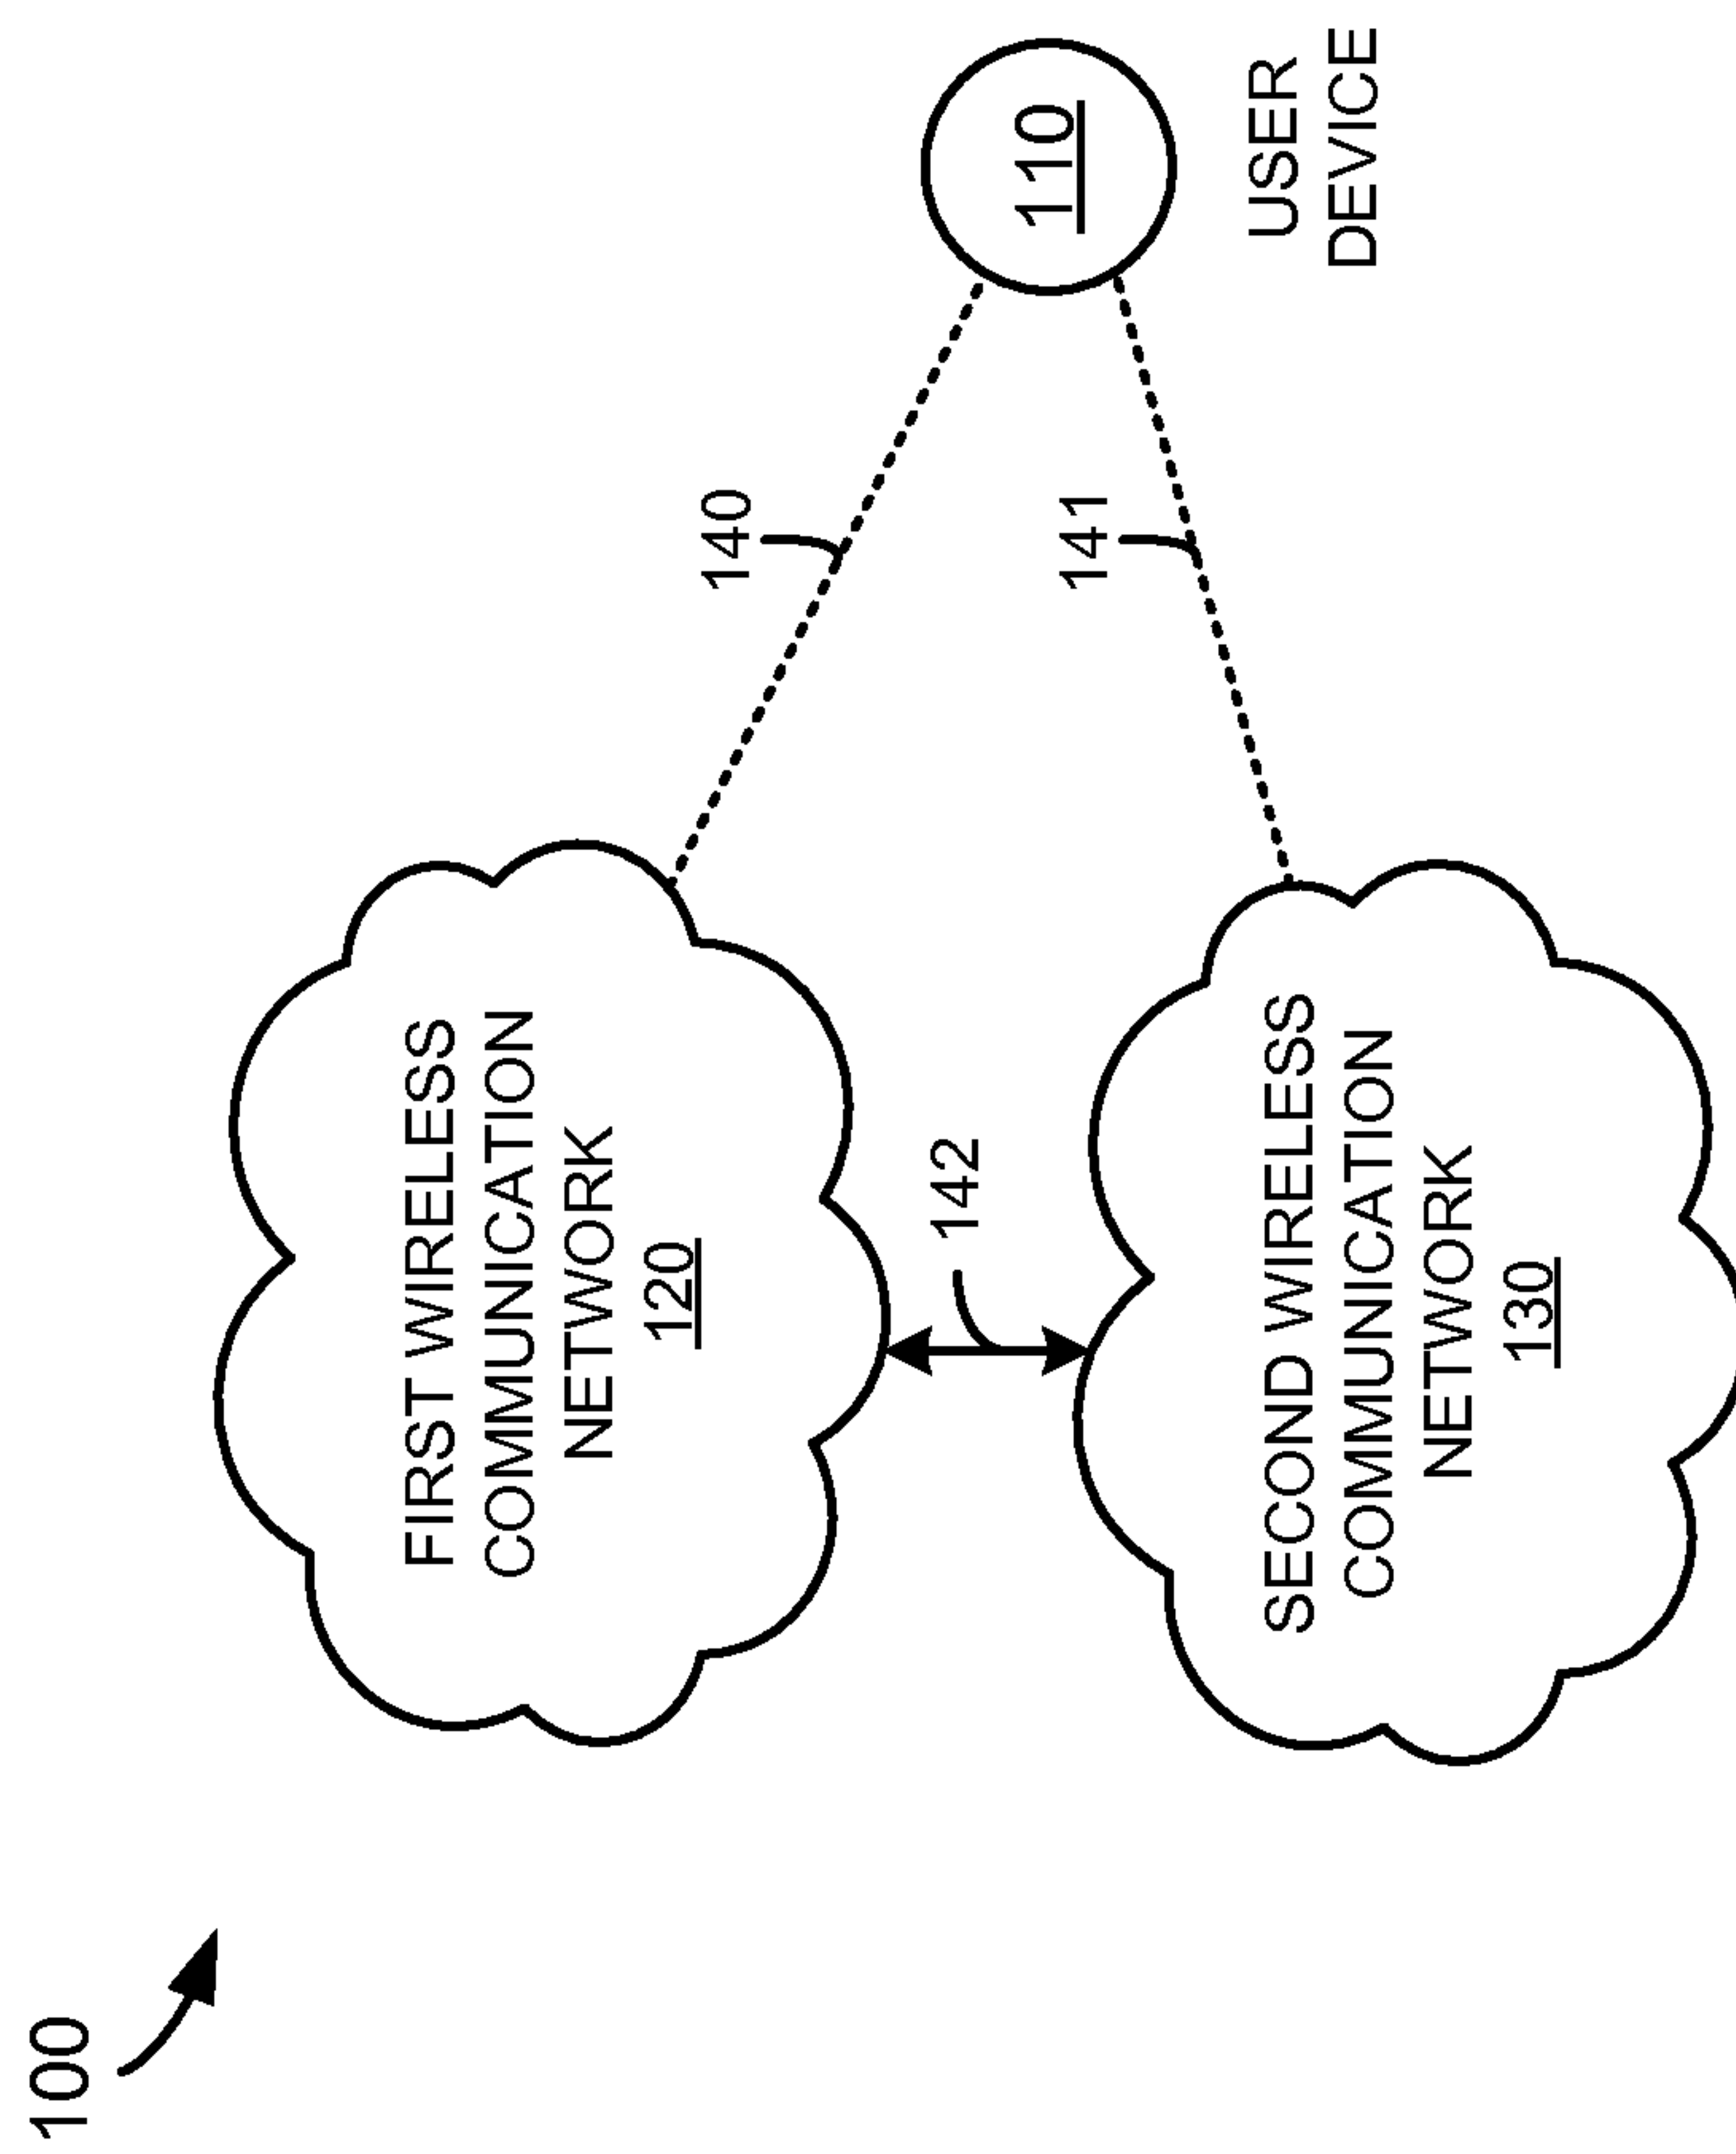 100
FIRST WIRELESS
COMMUNICATION
NETWORK
120
140
142
141
110
USER
DEVICE
SECOND WIRELESS
COMMUNICATION
NETWORK
130